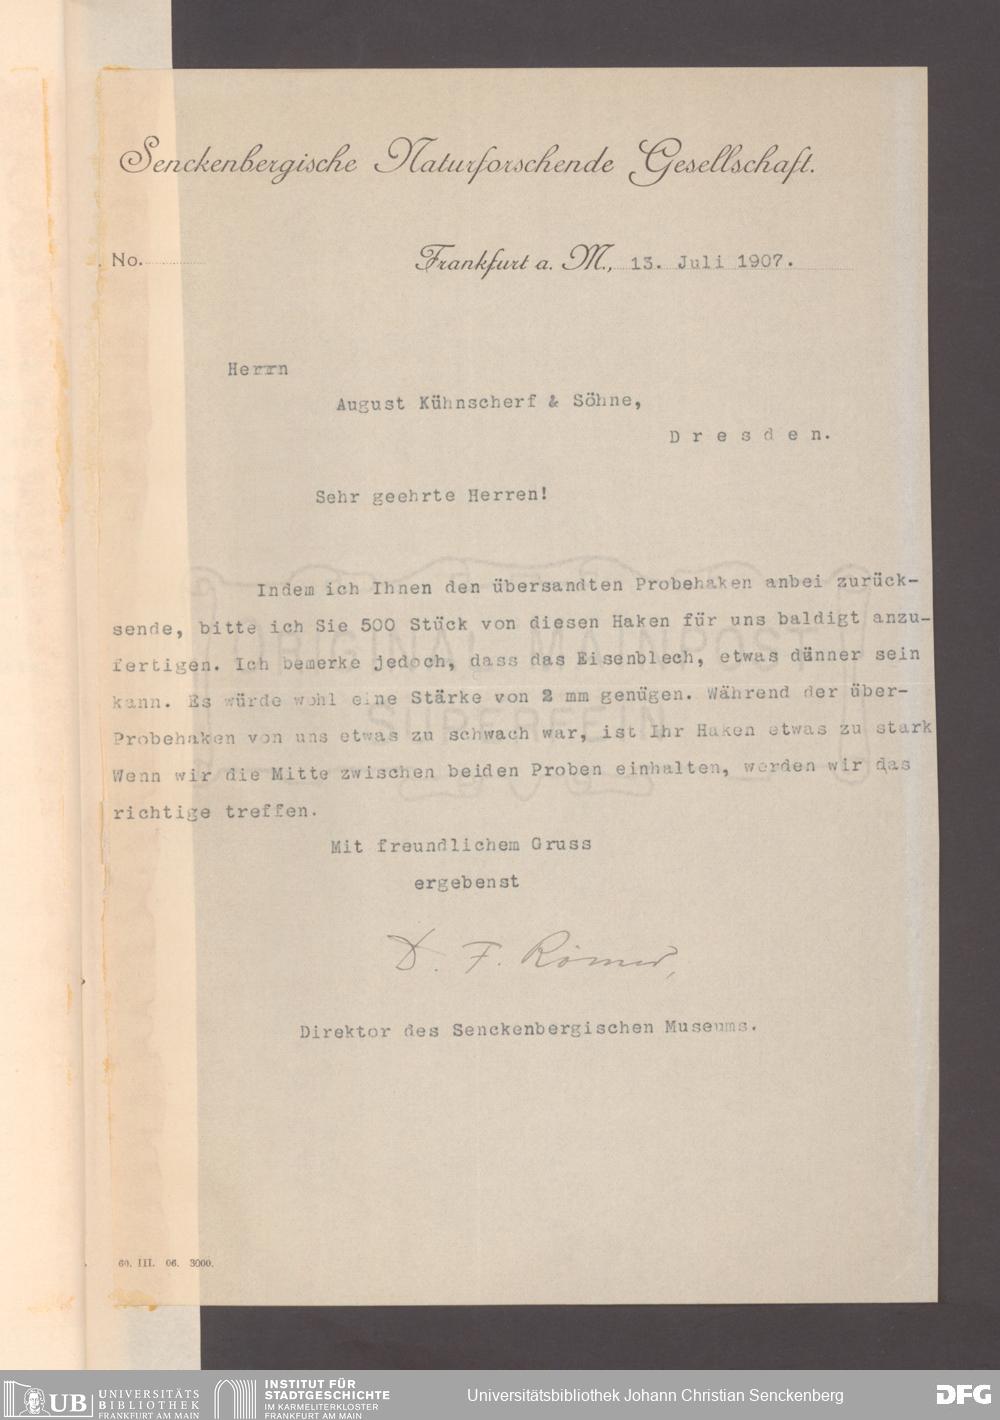 Senckenbergische Naturforschende Gesellschaft.
No.
Frankfurt a. M., 13. Juli 1907.
Herrn
August Kühnscherf & Söhne,
D r e s d e n.
Sehr geehrte Herren!
Indem ich Ihnen den übersandten Probehaken anbei zurück-
sende, bitte ich Sie 500 Stück von diesen Haken für uns baldigt anzu-
fertigen. Ich bemerke jedoch, dass das Eisenblech, etwas dünner sein
kann. Es würde wohl eine Stärke von 2 mm genügen. Während der über-
Probehaken von uns etwas zu schwach war, ist Ihr Haken etwas zu stark
Wenn wir die Mitte zwischen beiden Proben einhalten, werden wir das
richtige treffen.
Mit freundlichem Gruss
ergebenst
D. F. Römer,
Direktor des Senckenbergischen Museums.
60. III. 06. 3000.
ORIGINAL RAINPOST
SUPERFEIN
UB UNIVERSITÄTS
BIBLIOTHEK
FRANKFURT AM MAIN
INSTITUT FÜR
STADTGESCHICHTE
IM KARMELITERKLOSTER
FRANKFURT AM MAIN
Universitätsbibliothek Johann Christian Senckenberg
DFG